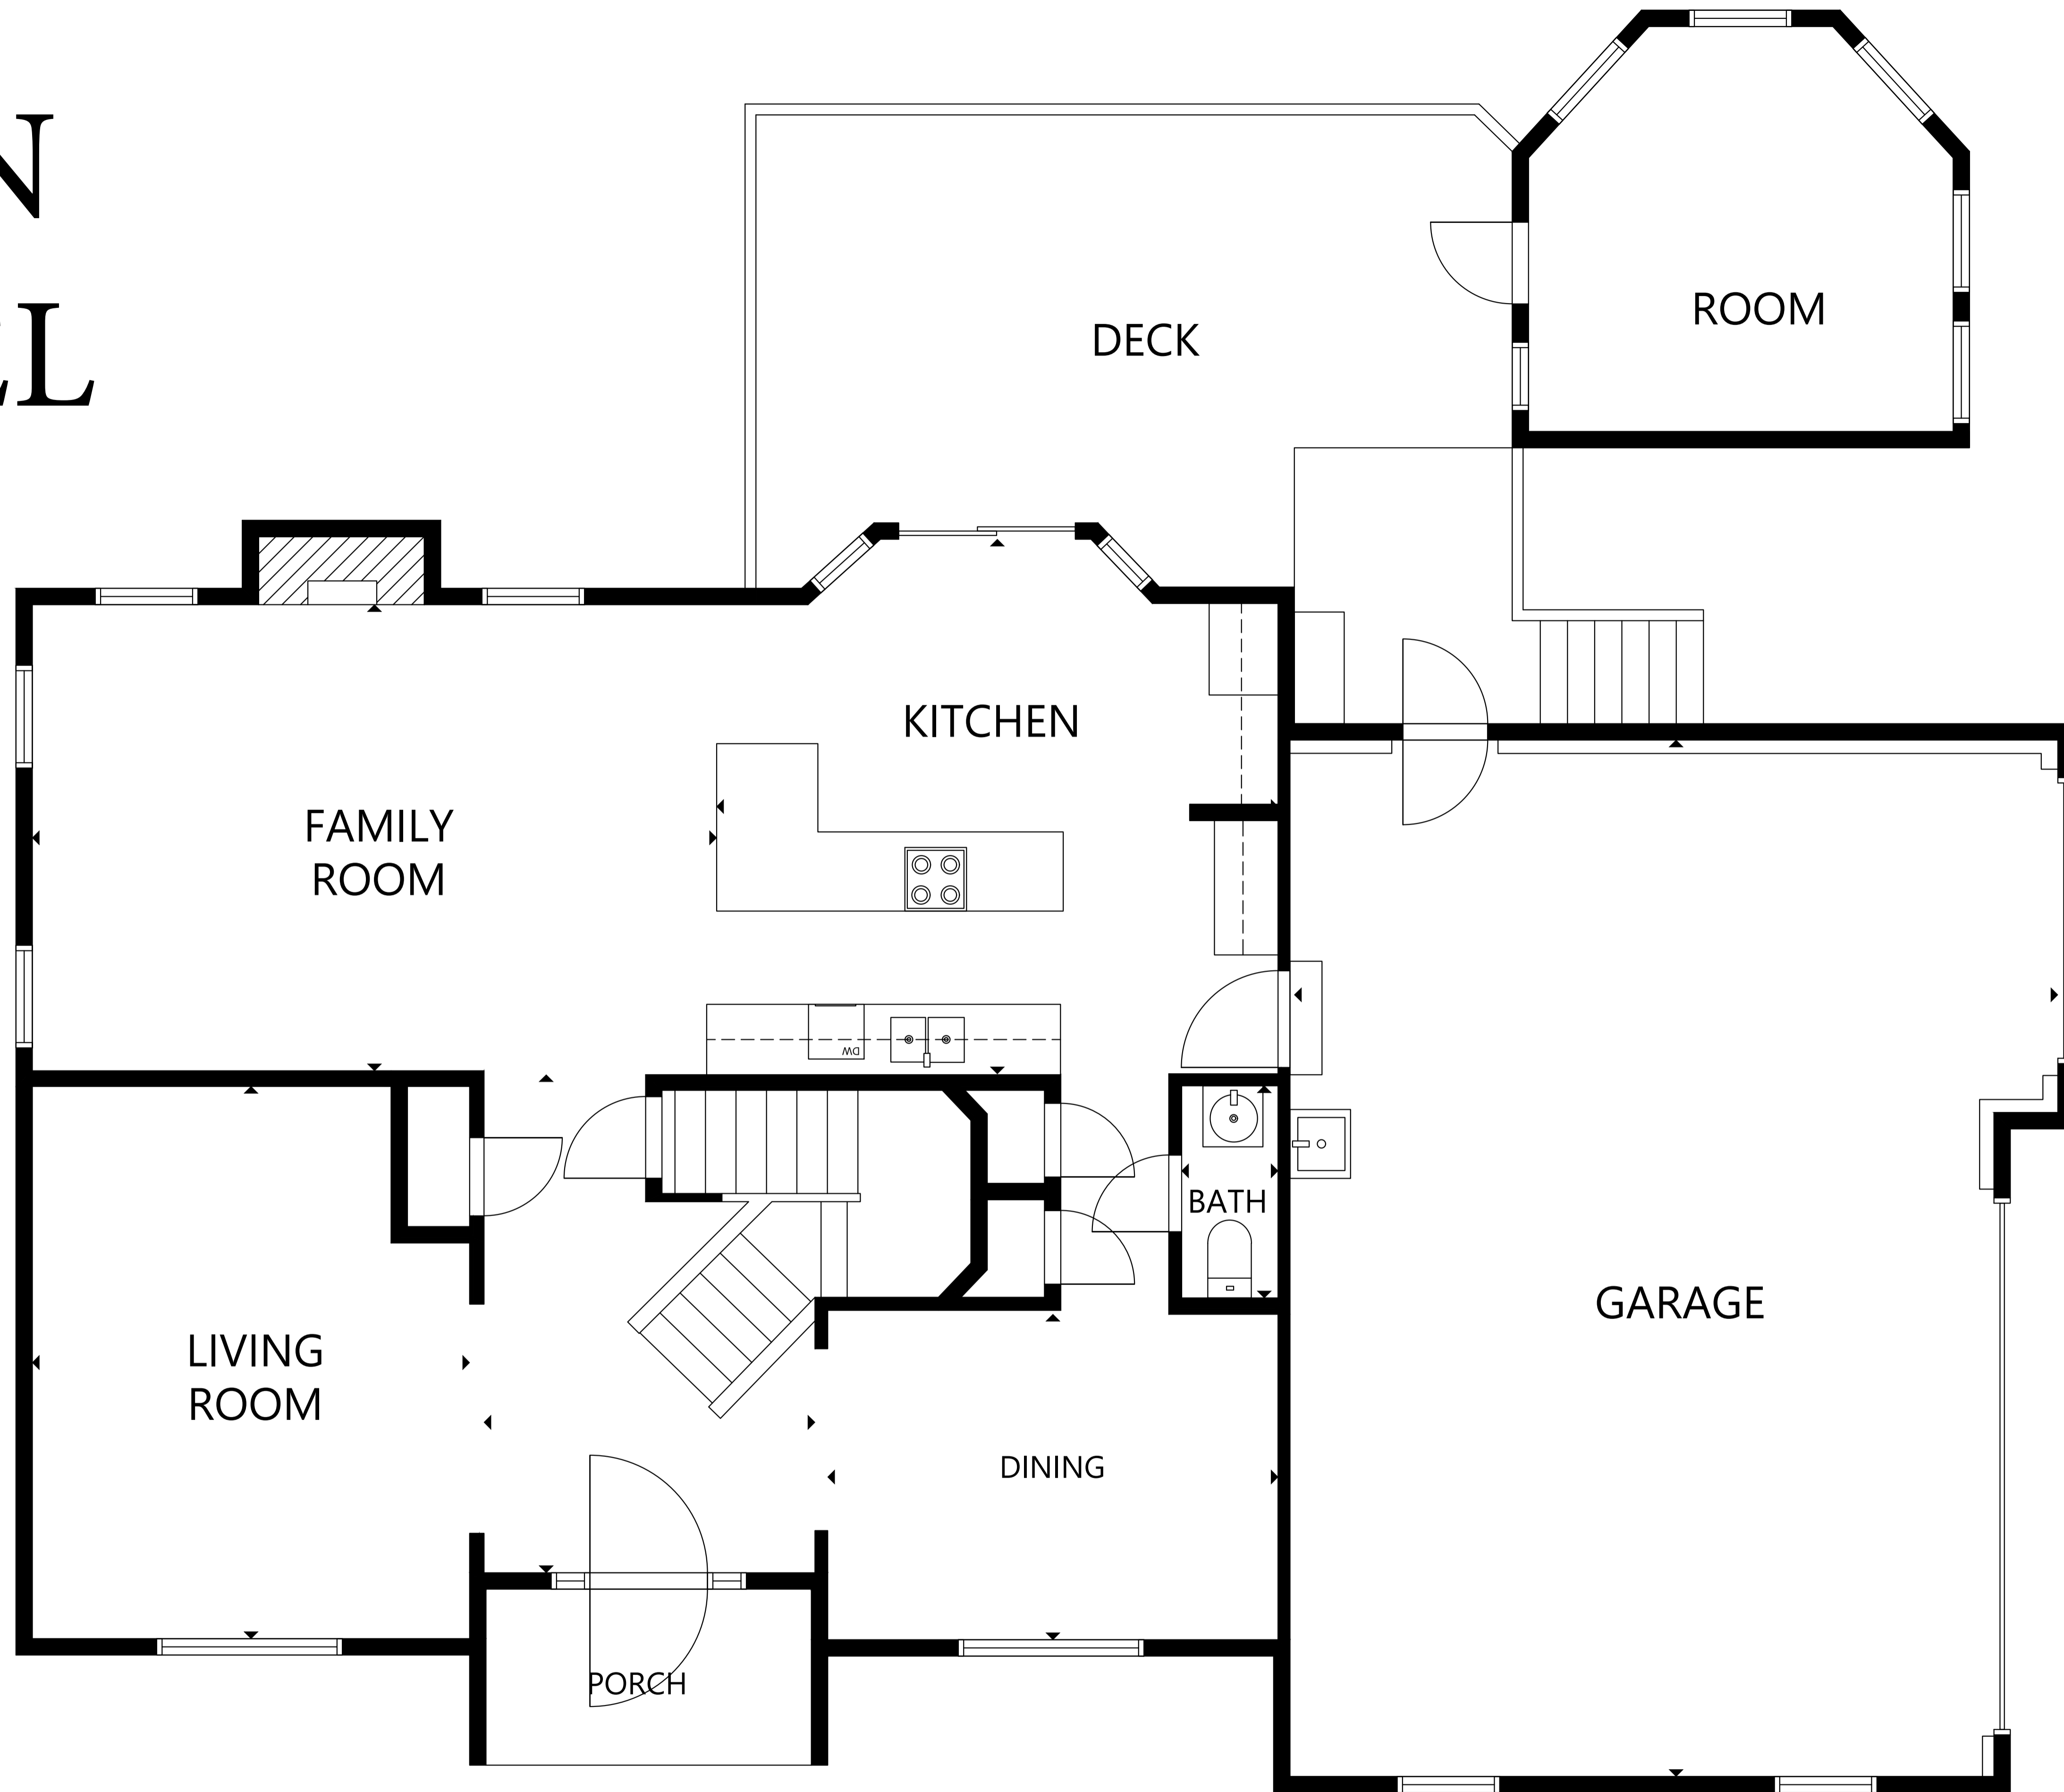 N
L
DECK
ROOM
KITCHEN
FAMILY
ROOM
DW
BATH
LIVING
ROOM
GARAGE
DINING
PORCH